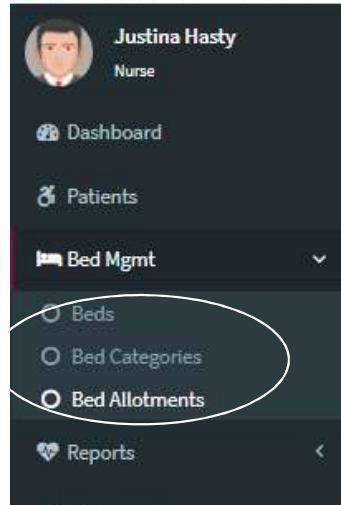 Justina Hasty
Nurse
Dashboard
Patients
Bed Mgmt
Beds
Bed Categories
Bed Allotments
Reports